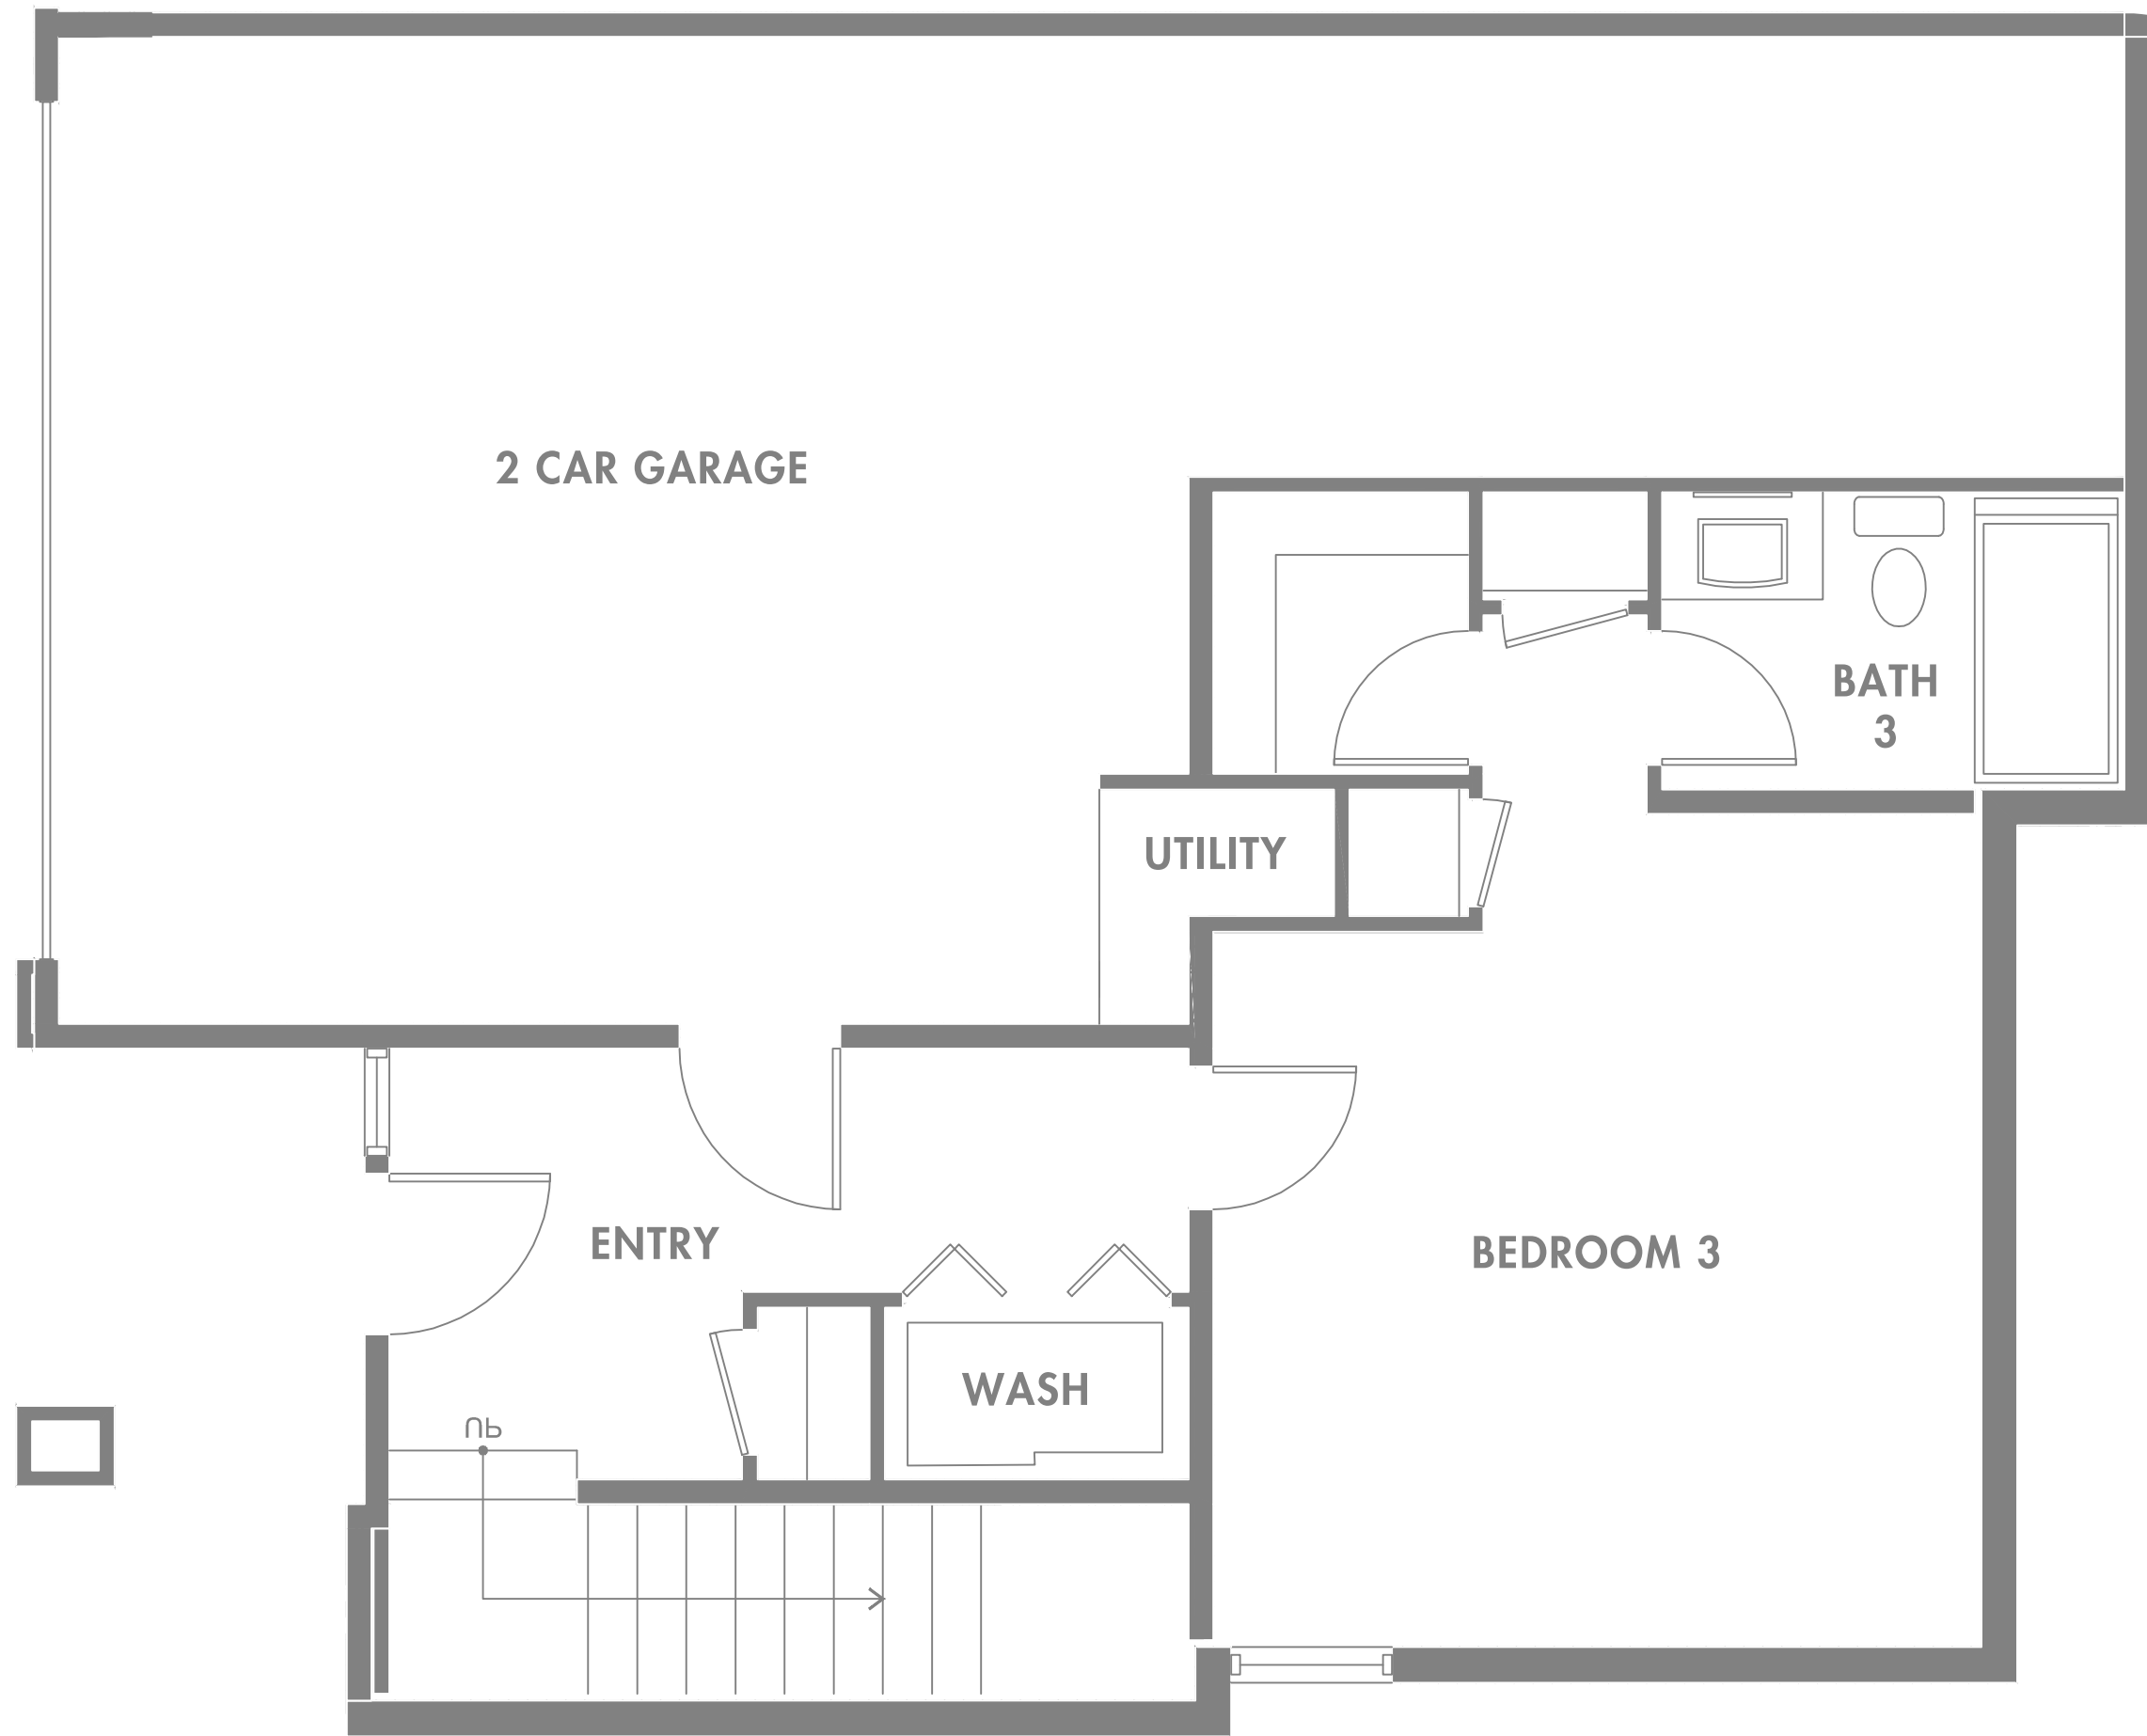 2 CAR GARAGE
BATH
3
UTILITY
ENTRY
BEDROOM 3
WASH
UP